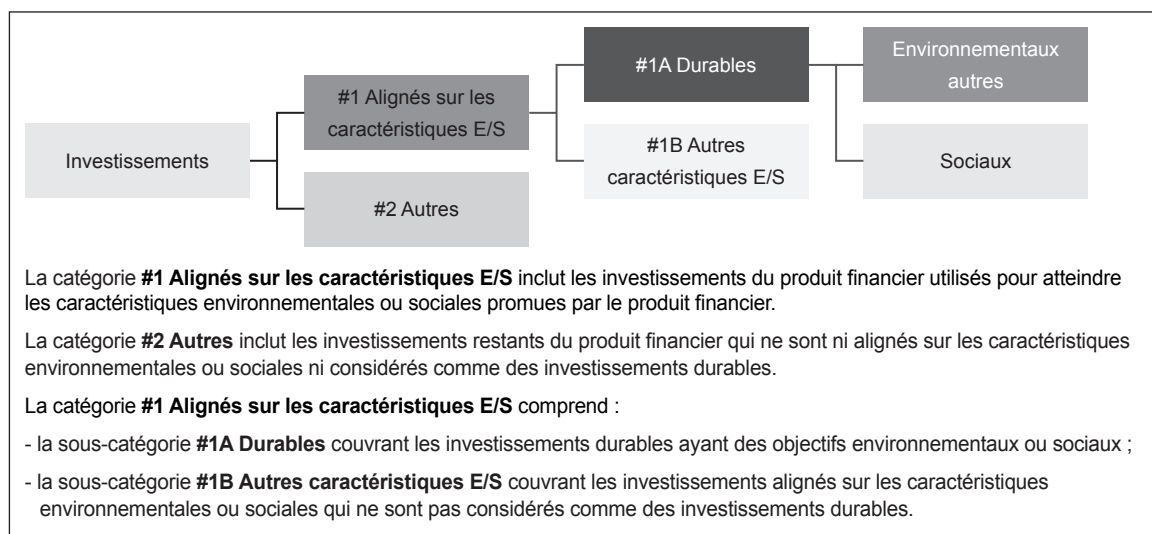 #1A Durables
Environnementaux
autres
#1 Alignés sur les
caractéristiques E/S
Investissements
#1B Autres
caractéristiques E/S
Sociaux
#2 Autres
La catégorie #1 Alignés sur les caractéristiques E/S inclut les investissements du produit financier utilisés pour atteindre
les caractéristiques environnementales ou sociales promues par le produit financier.
La catégorie #2 Autres inclut les investissements restants du produit financier qui ne sont ni alignés sur les caractéristiques
environnementales ou sociales ni considérés comme des investissements durables.
La catégorie #1 Alignés sur les caractéristiques E/S comprend :
- la sous-catégorie #1A Durables couvrant les investissements durables ayant des objectifs environnementaux ou sociaux ;
- la sous-catégorie #1B Autres caractéristiques E/S couvrant les investissements alignés sur les caractéristiques
environnementales ou sociales qui ne sont pas considérés comme des investissements durables.